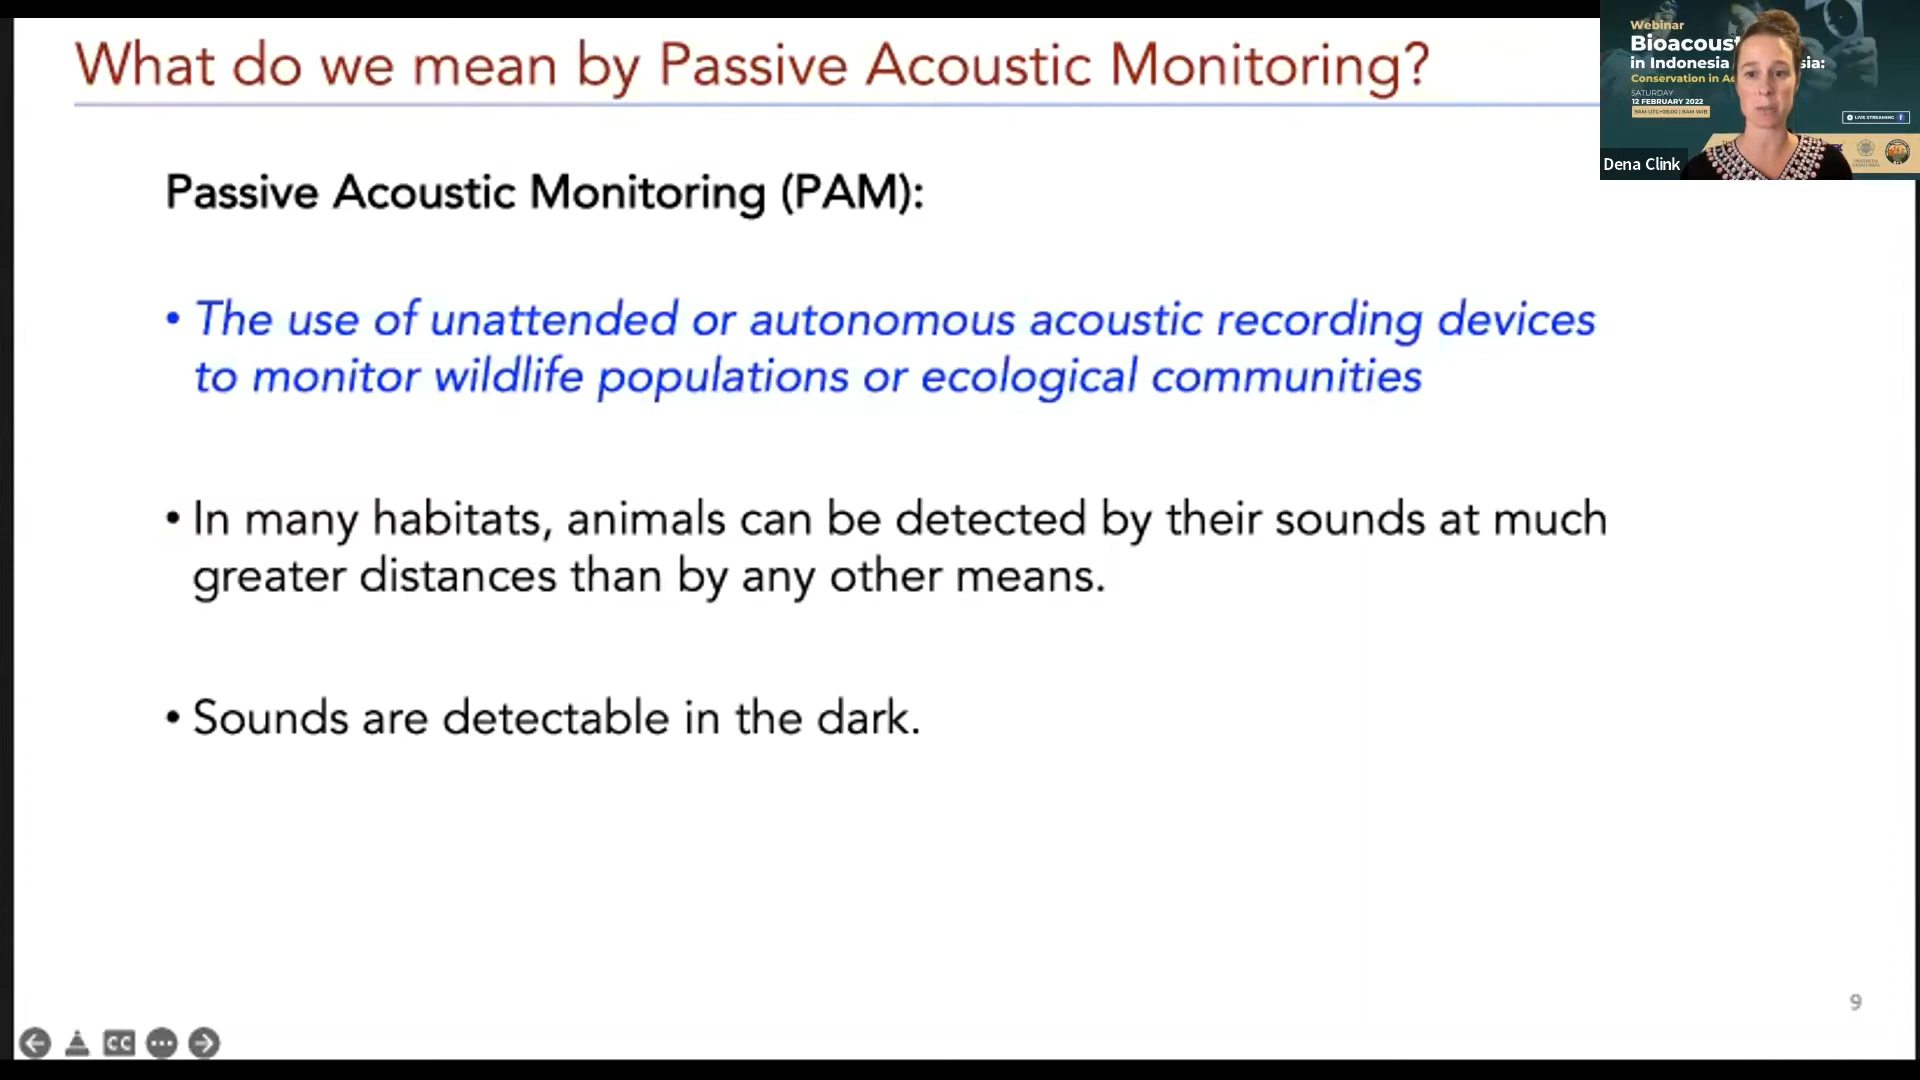 What do we mean by Passive Acoustic Monitoring?
Passive Acoustic Monitoring (PAM):
• The use of unattended or autonomous acoustic recording devices
to monitor wildlife populations or ecological communities
• In many habitats, animals can be detected by their sounds at much
greater distances than by any other means.
• Sounds are detectable in the dark.
9
CC
Webinar
Bioacoust
in Indonesia sia:
Conservation in
SATURDAY
12 FEBRUARY 2022
LIVE STREAMING
Dena Clink